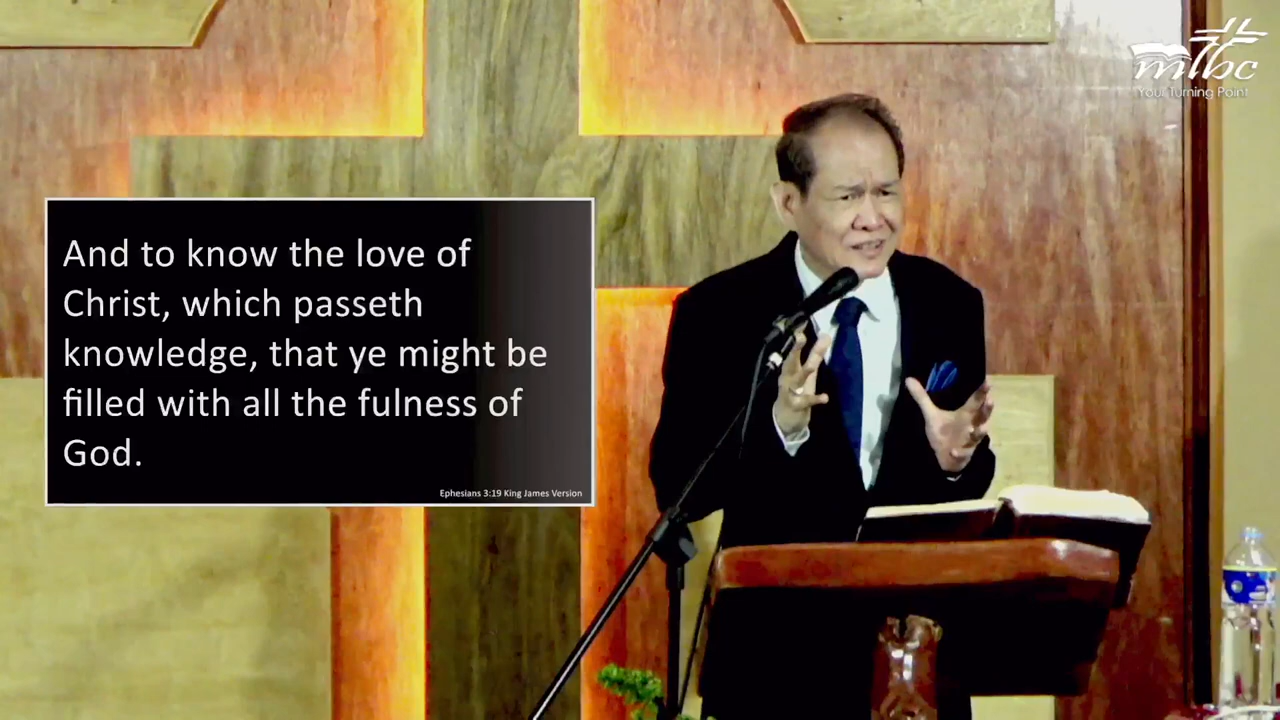 And to know the love of
Christ, which passeth
knowledge, that ye might be
filled with all the fulness of
God.
Ephesians 3:19 King James Version
mtbc
Your Turning Point